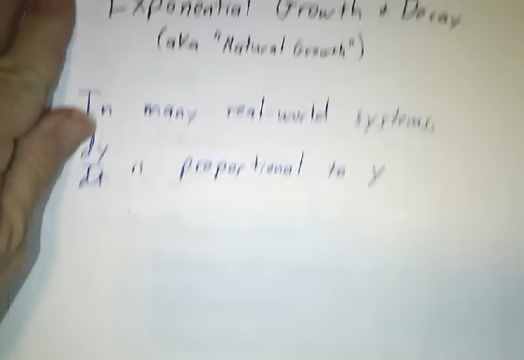 Exponential Growth & Decay
(aka "Natural Growth")
In many real-world systems,
dy
dt is proportional to y